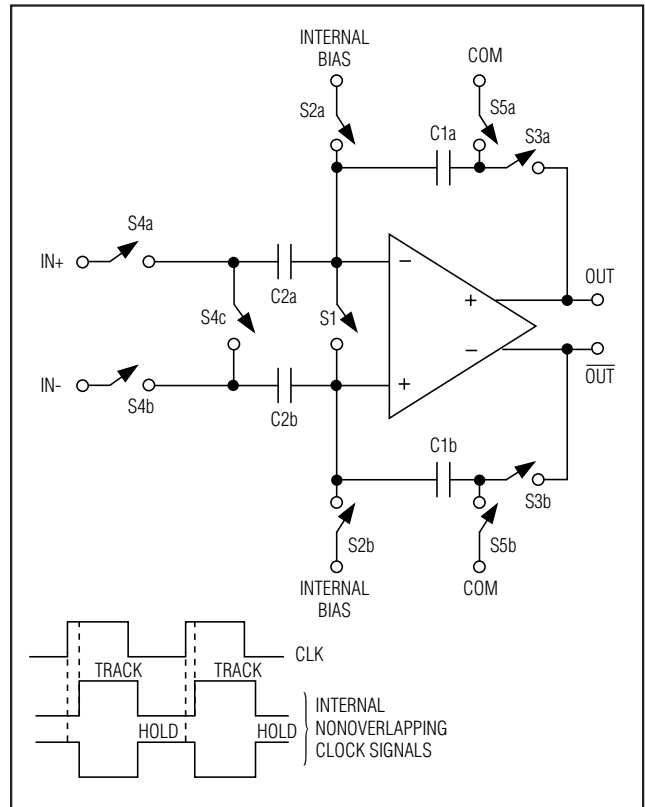 INTERNAL
BIAS
COM
S2a
S5a
C1a
S3a
S4a
IN+
C2a
OUT
S4c
S1
IN-
OUT
S4b
C2b
C1b
S3b
S2b
S5b
INTERNAL
BIAS
COM
CLK
TRACK TRACK
HOLD HOLD
INTERNAL
NONOVERLAPPING
CLOCK SIGNALS
- + + -